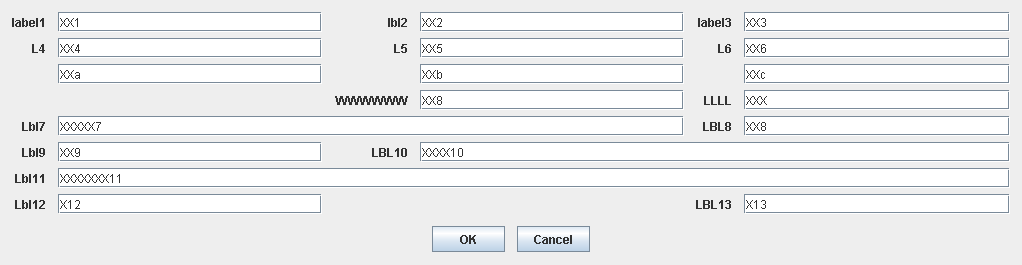 label1 XX1 lbl2 XX2 label3 XX3
L4 XX4 L5 XX5 L6 XX6
XXa XXb XXc
WWWWWW XX8 LLLL XXX
Lbl7 XXXXX7 LBL8 XX8
Lbl9 XX9 LBL10 XXXX10
Lbl11 XXXXXXX11
Lbl12 X12 LBL13 X13
OK Cancel